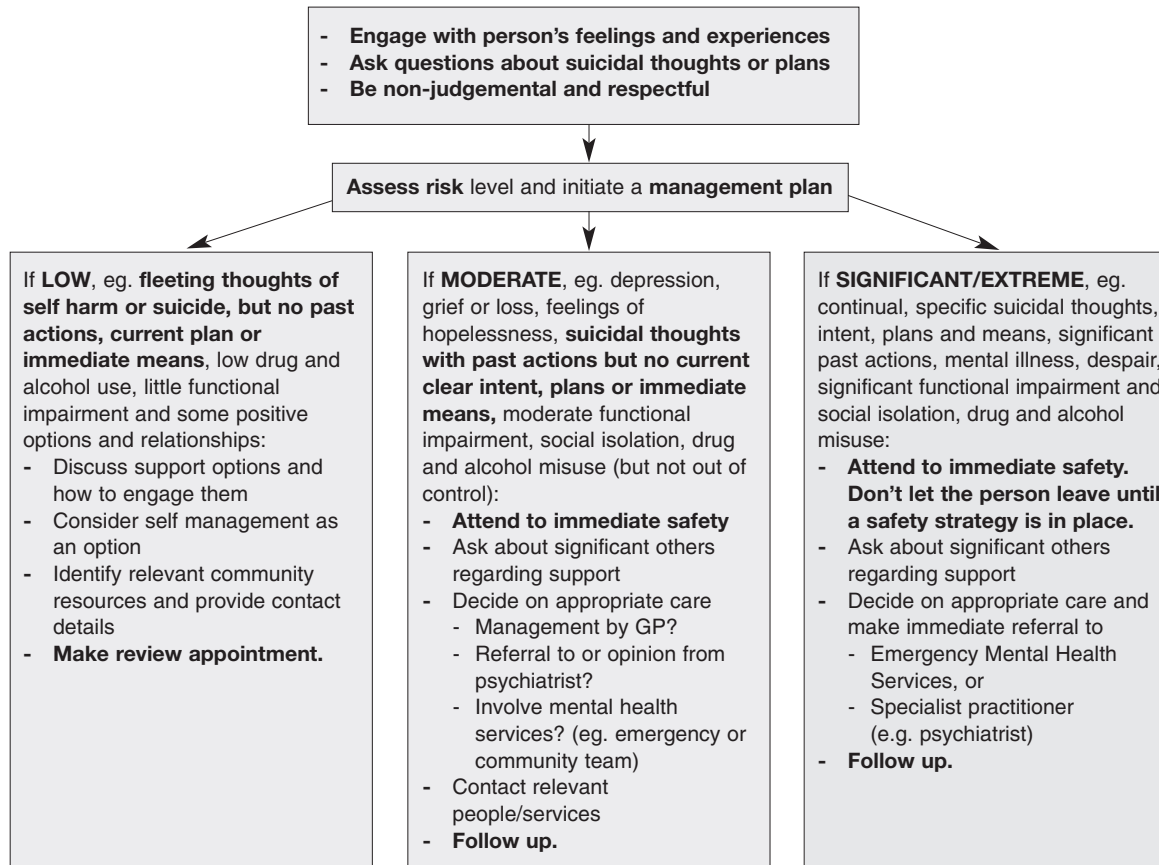 - Engage with person's feelings and experiences
- Ask questions about suicidal thoughts or plans
- Be non-judgemental and respectful
Assess risk level and initiate a management plan
If LOW, eg. fleeting thoughts of
self harm or suicide, but no past
actions, current plan or
immediate means, low drug and
alcohol use, little functional
impairment and some positive
options and relationships:
- Discuss support options and
how to engage them
- Consider self management as
an option
- Identify relevant community
resources and provide contact
details
- Make review appointment.
If MODERATE, eg. depression,
grief or loss, feelings of
hopelessness, suicidal thoughts
with past actions but no current
clear intent, plans or immediate
means, moderate functional
impairment, social isolation, drug
and alcohol misuse (but not out of
control):
- Attend to immediate safety
- Ask about significant others
regarding support
- Decide on appropriate care
- Management by GP?
- Referral to or opinion from
psychiatrist?
- Involve mental health
services? (eg. emergency or
community team)
- Contact relevant
people/services
- Follow up.
If SIGNIFICANT/EXTREME, eg.
continual, specific suicidal thoughts,
intent, plans and means, significant
past actions, mental illness, despair,
significant functional impairment and
social isolation, drug and alcohol
misuse:
- Attend to immediate safety.
Don't let the person leave until
a safety strategy is in place.
- Ask about significant others
regarding support
- Decide on appropriate care and
make immediate referral to
- Emergency Mental Health
Services, or
- Specialist practitioner
(e.g. psychiatrist)
- Follow up.